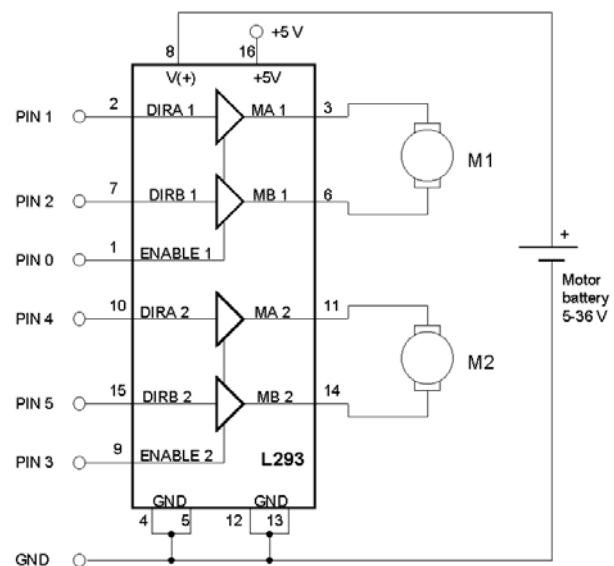 +5 V
8
16
V(+)
+5V
PIN 1
2
DIRA 1
MA 1
3
M1
PIN 2
7
DIRB 1
MB 1
6
PIN 0
1
ENABLE 1
+
Motor
battery
5-36 V
PIN 4
10
DIRA 2
MA 2
11
M2
PIN 5
15
DIRB 2
MB 2
14
PIN 3
9
ENABLE 2
L293
GND
GND
4
5
12
13
GND